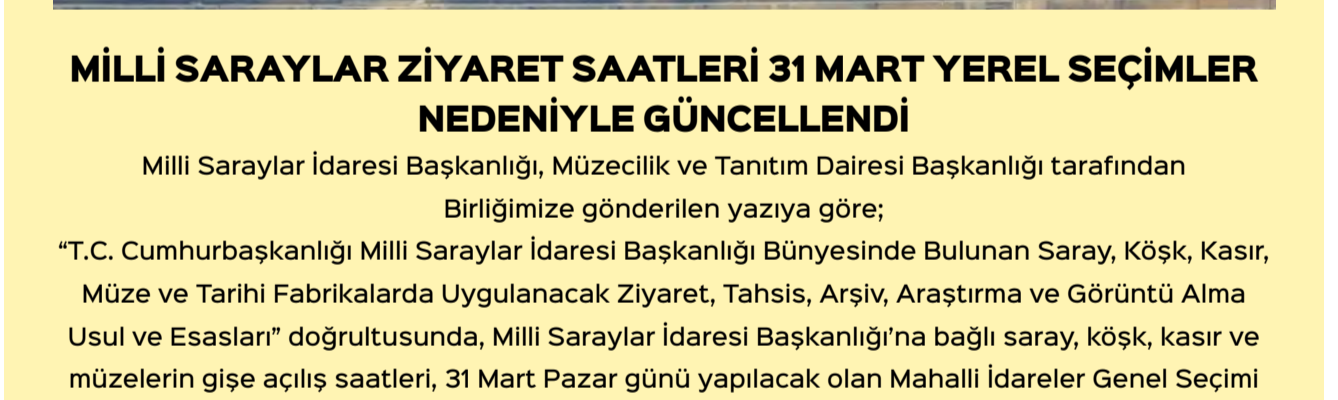 MİLLİ SARAYLAR ZİYARET SAATLERİ 31 MART YEREL SEÇİMLER
NEDENİYLE GÜNCELLENDİ
Milli Saraylar İdaresi Başkanlığı, Müzecilik ve Tanıtım Dairesi Başkanlığı tarafından
Birliğimize gönderilen yazıya göre;
“T.C. Cumhurbaşkanlığı Milli Saraylar İdaresi Başkanlığı Bünyesinde Bulunan Saray, Köşk, Kasır,
Müze ve Tarihi Fabrikalarda Uygulanacak Ziyaret, Tahsis, Arşiv, Araştırma ve Görüntü Alma
Usul ve Esasları” doğrultusunda, Milli Saraylar İdaresi Başkanlığı’na bağlı saray, köşk, kasır ve
müzelerin gişe açılış saatleri, 31 Mart Pazar günü yapılacak olan Mahalli İdareler Genel Seçimi